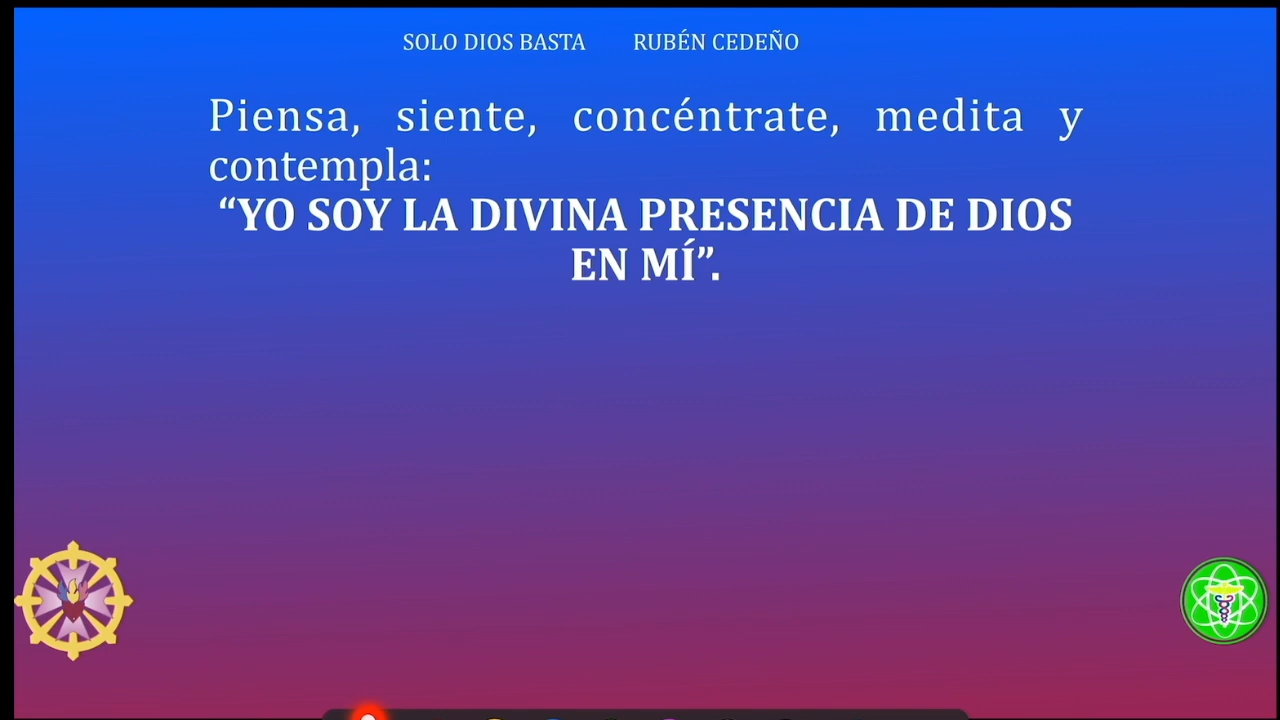 SOLO DIOS BASTA RUBÉN CEDEÑO
Piensa, siente, concéntrate, medita y
contempla:
“YO SOY LA DIVINA PRESENCIA DE DIOS
EN MÍ”.